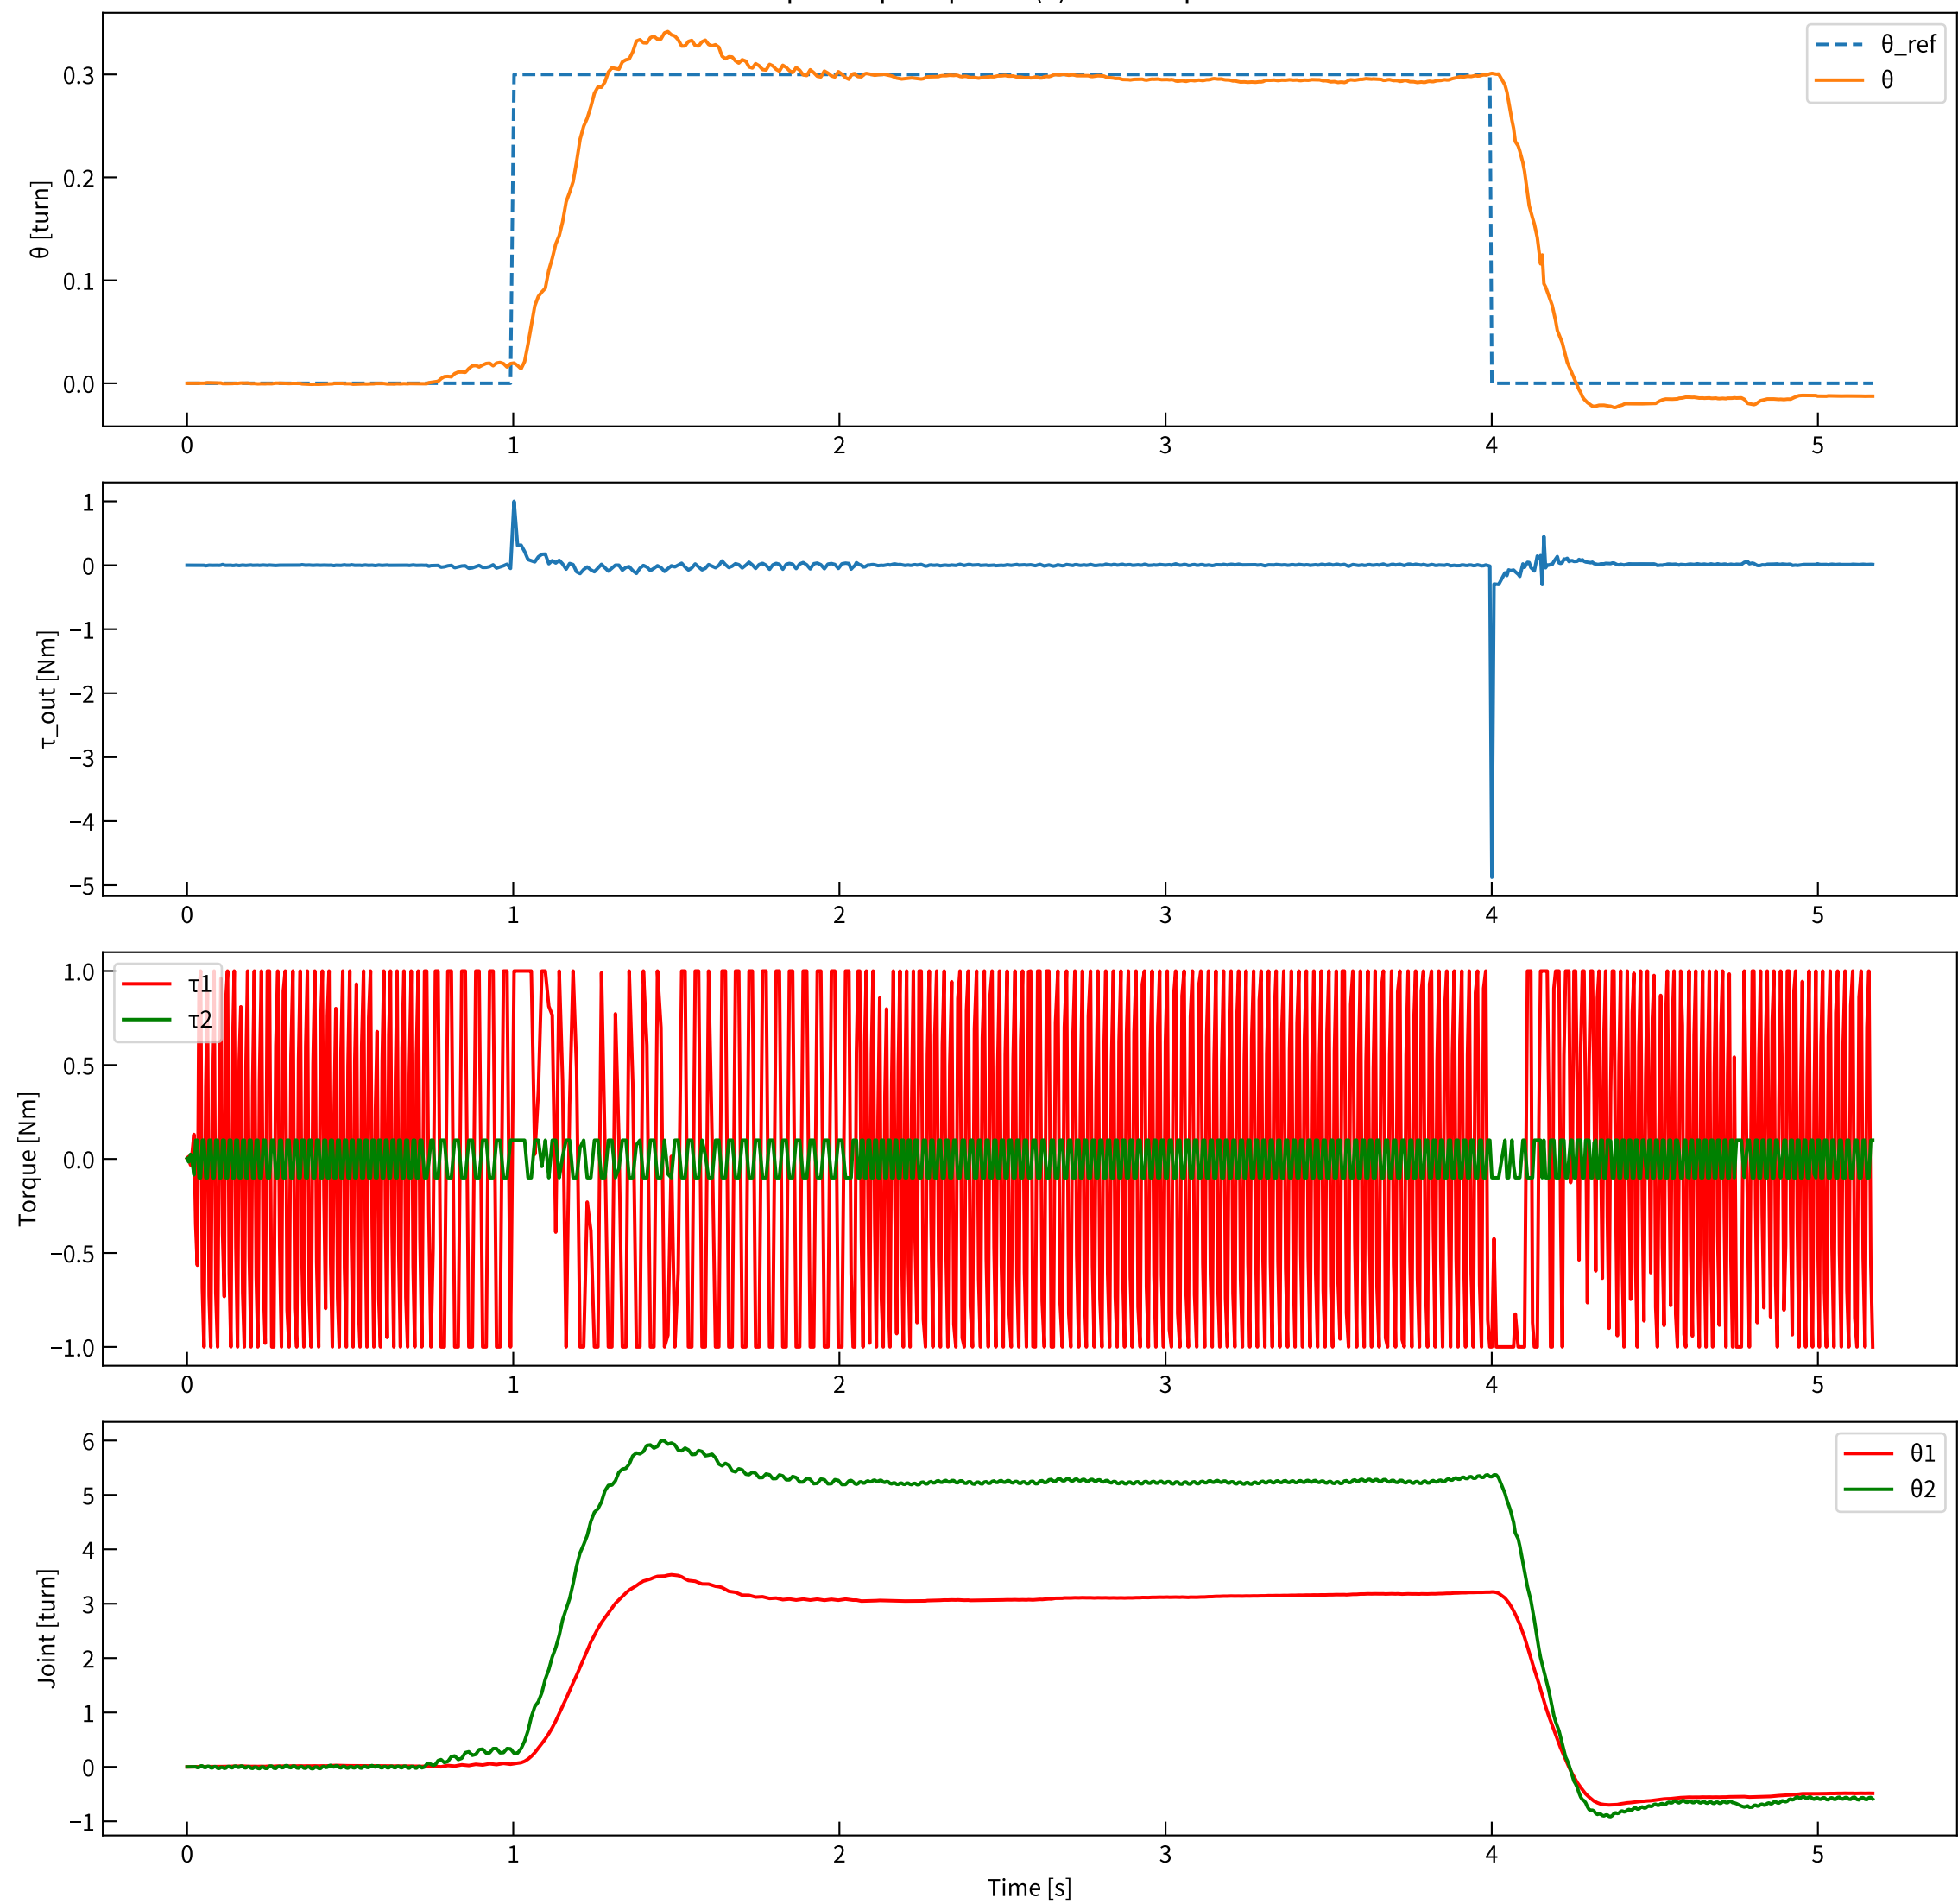 θ_ref
θ
0.3
0.2
0.1
0.0
θ [turn]
0 1 2 3 4 5
1
0
−1
−2
−3
−4
−5
τ_out [Nm]
0 1 2 3 4 5
τ1
τ2
1.0
0.5
0.0
−0.5
−1.0
Torque [Nm]
0 1 2 3 4 5
θ1
θ2
6
5
4
3
2
1
0
−1
Joint [turn]
0 1 2 3 4 5
Time [s]